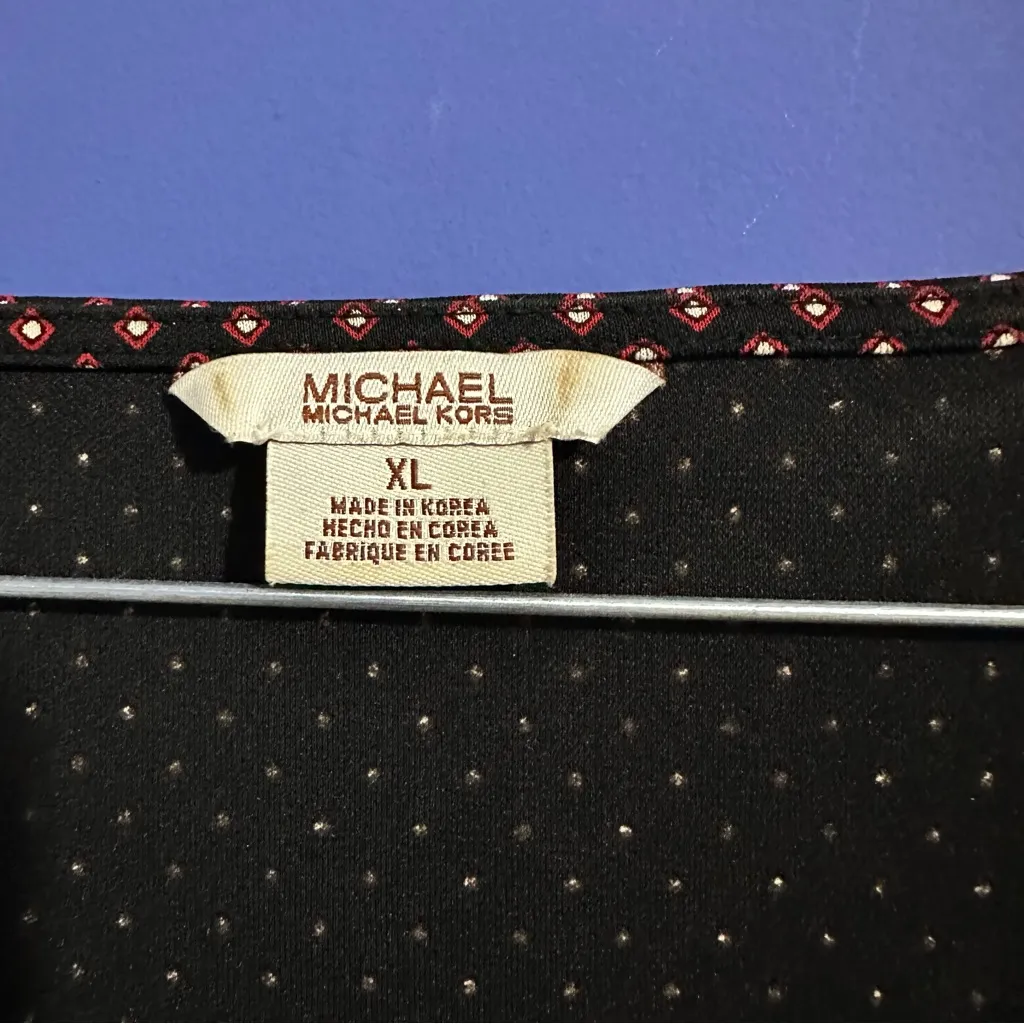 MICHAEL
MICHAEL KORS
XL
MADE IN KOREA
HECHO EN COREA
FABRIQUE EN COREE